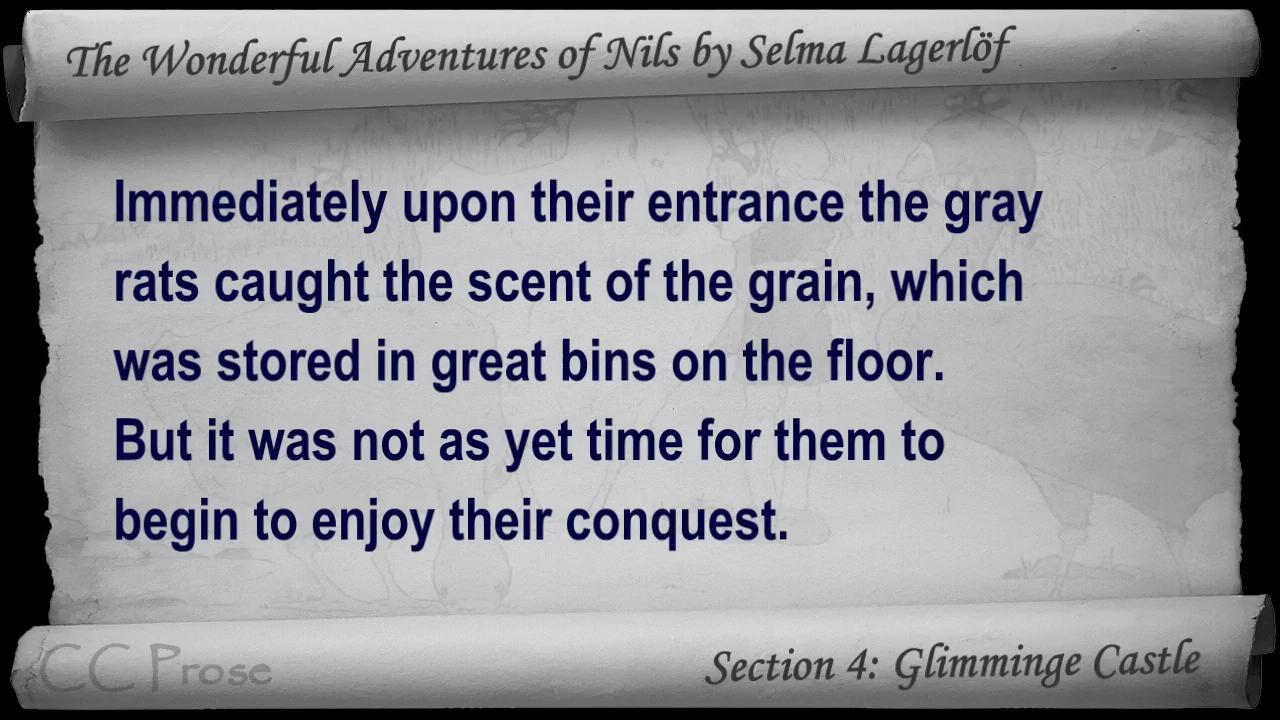 The Wonderful Adventures of Nils by Selma Lagerlöf
Immediately upon their entrance the gray
rats caught the scent of the grain, which
was stored in great bins on the floor.
But it was not as yet time for them to
begin to enjoy their conquest.
CC Prose
Section 4: Glimminge Castle